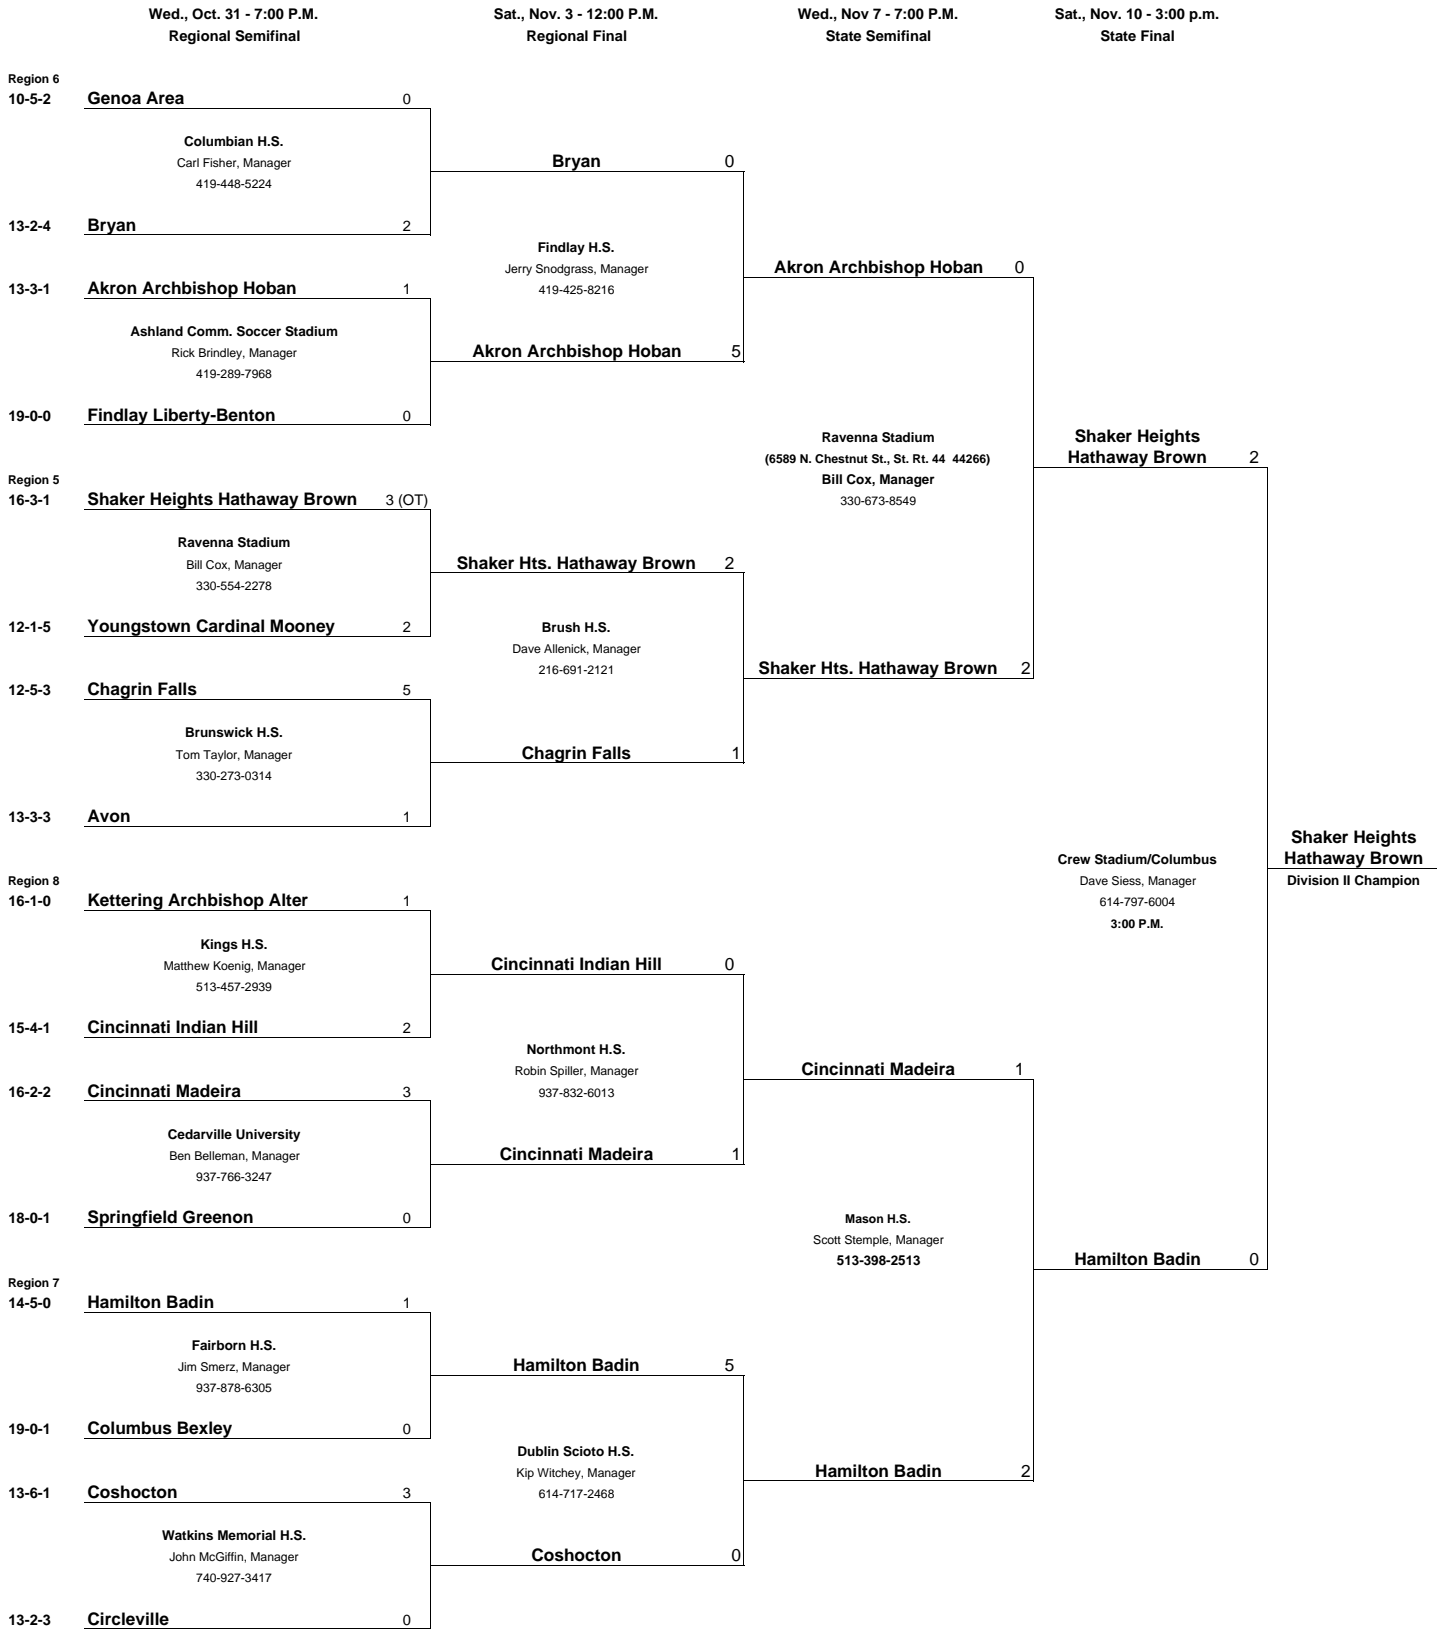 Wed., Oct. 31 - 7:00 P.M.
Regional Semifinal
Sat., Nov. 3 - 12:00 P.M.
Regional Final
Wed., Nov 7 - 7:00 P.M.
State Semifinal
Sat., Nov. 10 - 3:00 p.m.
State Final
Region 6
10-5-2 Genoa Area 0
Columbian H.S.
Carl Fisher, Manager
419-448-5224
13-2-4 Bryan 2
13-3-1 Akron Archbishop Hoban 1
Ashland Comm. Soccer Stadium
Rick Brindley, Manager
419-289-7968
19-0-0 Findlay Liberty-Benton 0
Region 5
16-3-1 Shaker Heights Hathaway Brown 3 (OT)
Ravenna Stadium
Bill Cox, Manager
330-554-2278
12-1-5 Youngstown Cardinal Mooney 2
12-5-3 Chagrin Falls 5
Brunswick H.S.
Tom Taylor, Manager
330-273-0314
13-3-3 Avon 1
Region 8
16-1-0 Kettering Archbishop Alter 1
Kings H.S.
Matthew Koenig, Manager
513-457-2939
15-4-1 Cincinnati Indian Hill 2
16-2-2 Cincinnati Madeira 3
Cedarville University
Ben Belleman, Manager
937-766-3247
18-0-1 Springfield Greenon 0
Region 7
14-5-0 Hamilton Badin 1
Fairborn H.S.
Jim Smerz, Manager
937-878-6305
19-0-1 Columbus Bexley 0
13-6-1 Coshocton 3
Watkins Memorial H.S.
John McGiffin, Manager
740-927-3417
13-2-3 Circleville 0
Bryan 0
Findlay H.S.
Jerry Snodgrass, Manager
419-425-8216
Akron Archbishop Hoban 5
Shaker Hts. Hathaway Brown 2
Brush H.S.
Dave Allenick, Manager
216-691-2121
Chagrin Falls 1
Cincinnati Indian Hill 0
Northmont H.S.
Robin Spiller, Manager
937-832-6013
Cincinnati Madeira 1
Hamilton Badin 5
Dublin Scioto H.S.
Kip Witchey, Manager
614-717-2468
Coshocton 0
Akron Archbishop Hoban 0
Ravenna Stadium
(6589 N. Chestnut St., St. Rt. 44 44266)
Bill Cox, Manager
330-673-8549
Shaker Hts. Hathaway Brown 2
Cincinnati Madeira 1
Mason H.S.
Scott Stemple, Manager
513-398-2513
Hamilton Badin 2
Shaker Heights
Hathaway Brown 2
Crew Stadium/Columbus
Dave Siess, Manager
614-797-6004
3:00 P.M.
Hamilton Badin 0
Shaker Heights
Hathaway Brown
Division II Champion